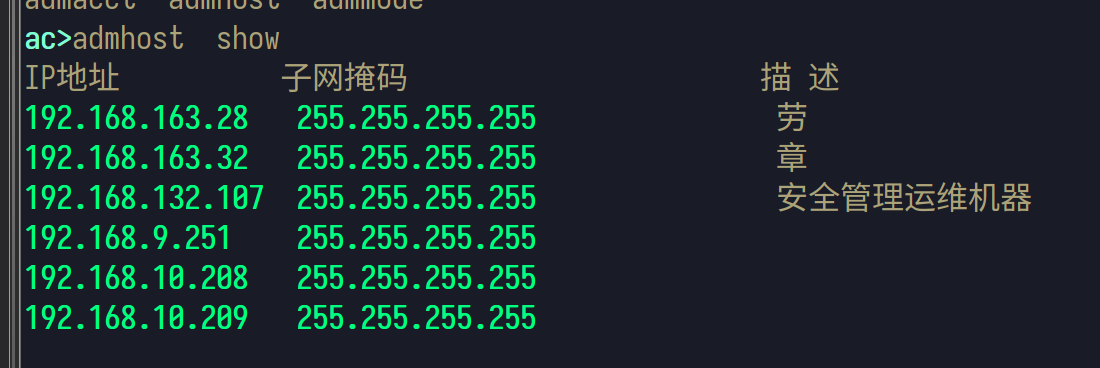 admacct  admhost  admmode
ac>admhost  show
IP地址          子网掩码                      描 述
192.168.163.28   255.255.255.255               劳
192.168.163.32   255.255.255.255               章
192.168.132.107  255.255.255.255               安全管理运维机器
192.168.9.251    255.255.255.255
192.168.10.208   255.255.255.255
192.168.10.209   255.255.255.255